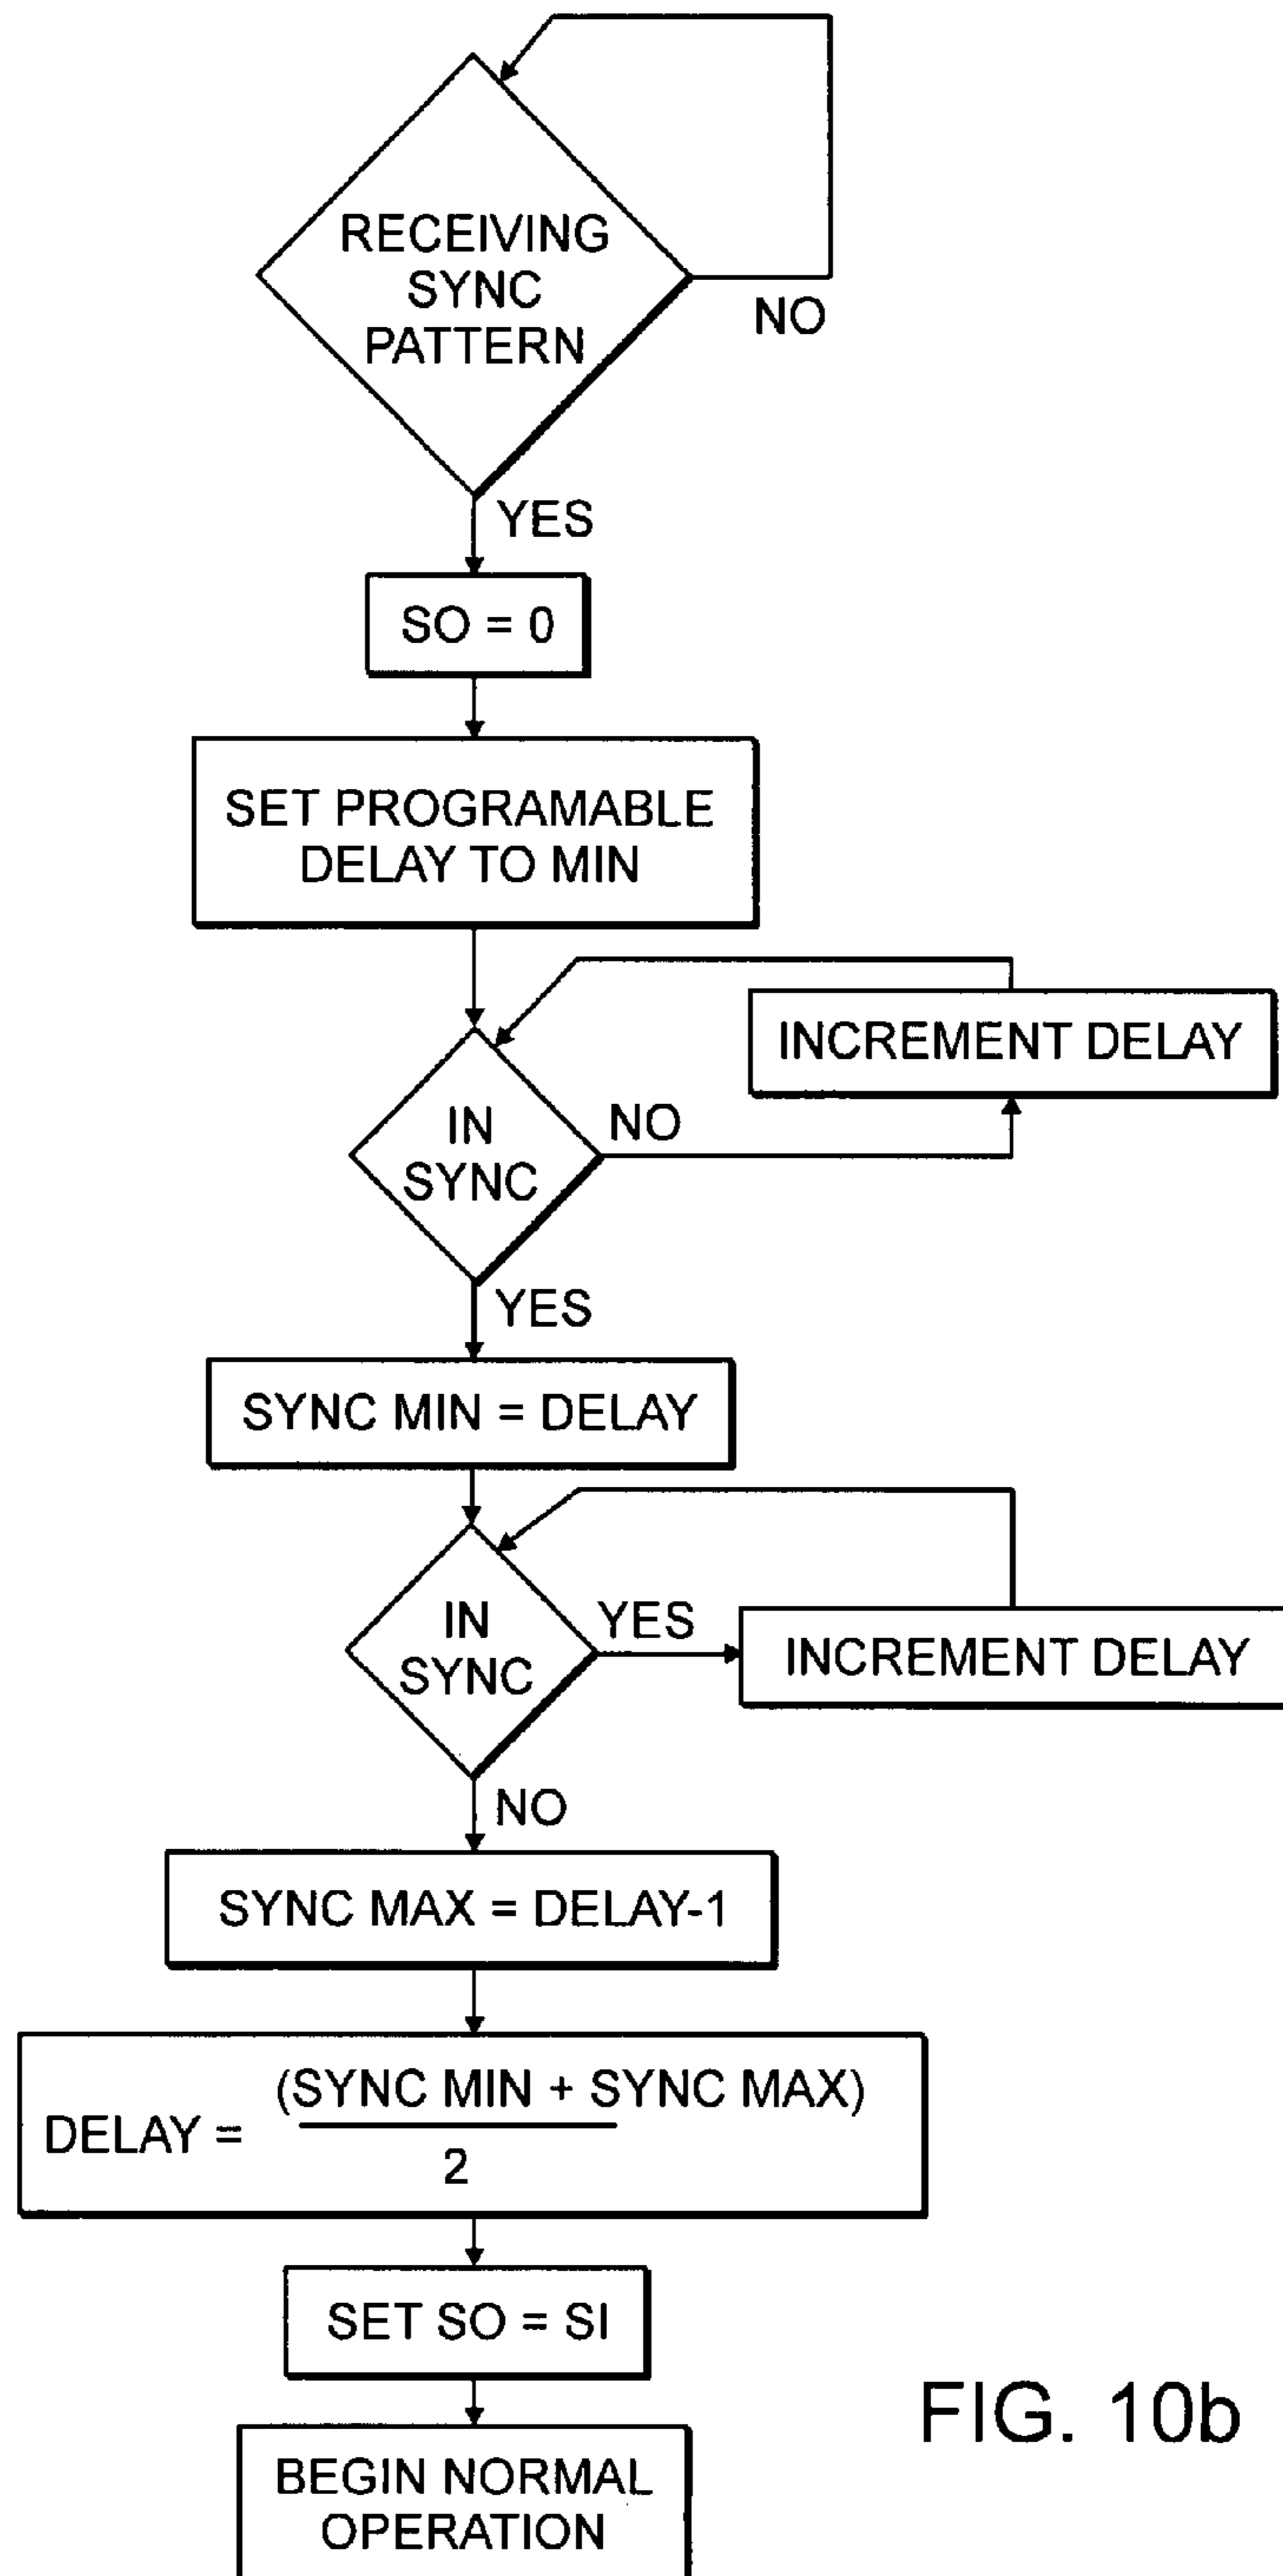 RECEIVING
SYNC
PATTERN
NO
YES
SO = 0
SET PROGRAMABLE
DELAY TO MIN
INCREMENT DELAY
IN
SYNC
NO
YES
SYNC MIN = DELAY
IN
SYNC
YES
INCREMENT DELAY
NO
SYNC MAX = DELAY-1
(SYNC MIN + SYNC MAX)
DELAY =
2
SET SO = SI
BEGIN NORMAL
OPERATION
FIG. 10b